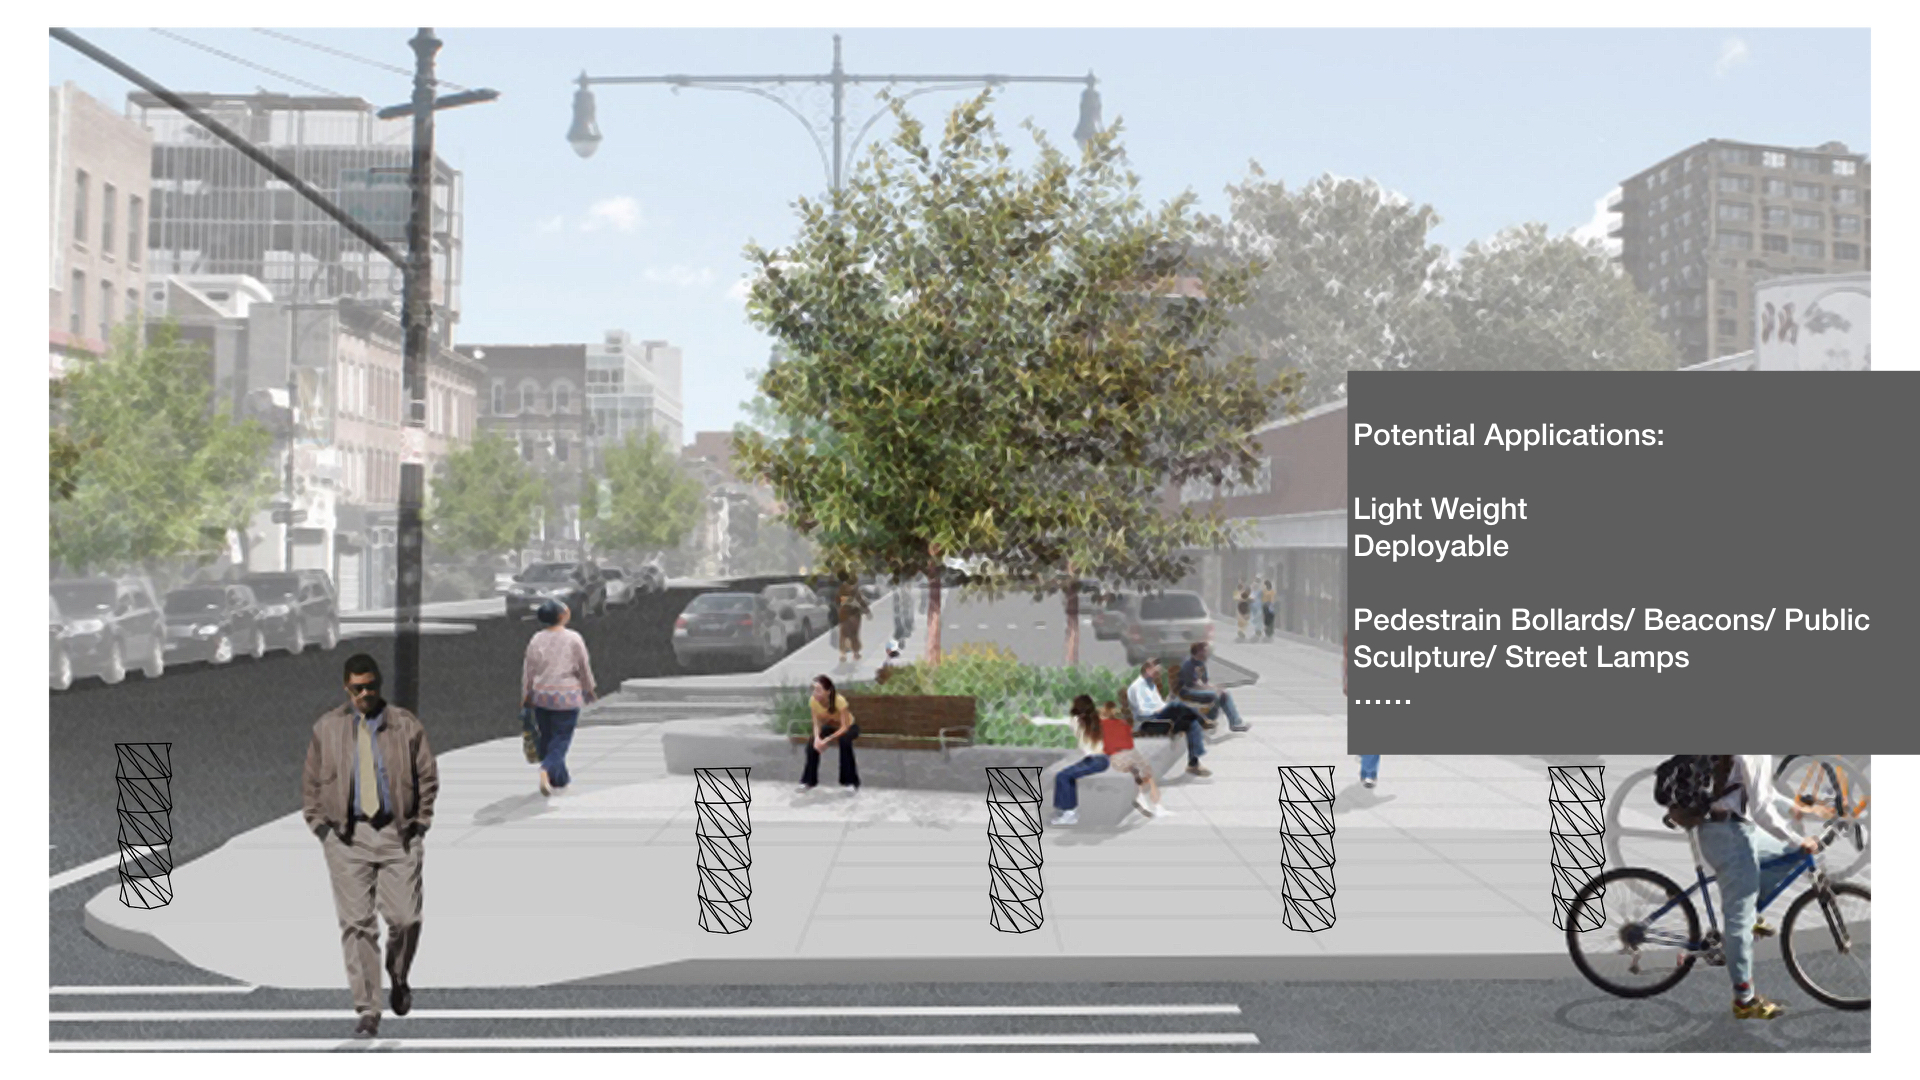 Potential Applications:
Light Weight
Deployable
Pedestrain Bollards/ Beacons/ Public
Sculpture/ Street Lamps
......